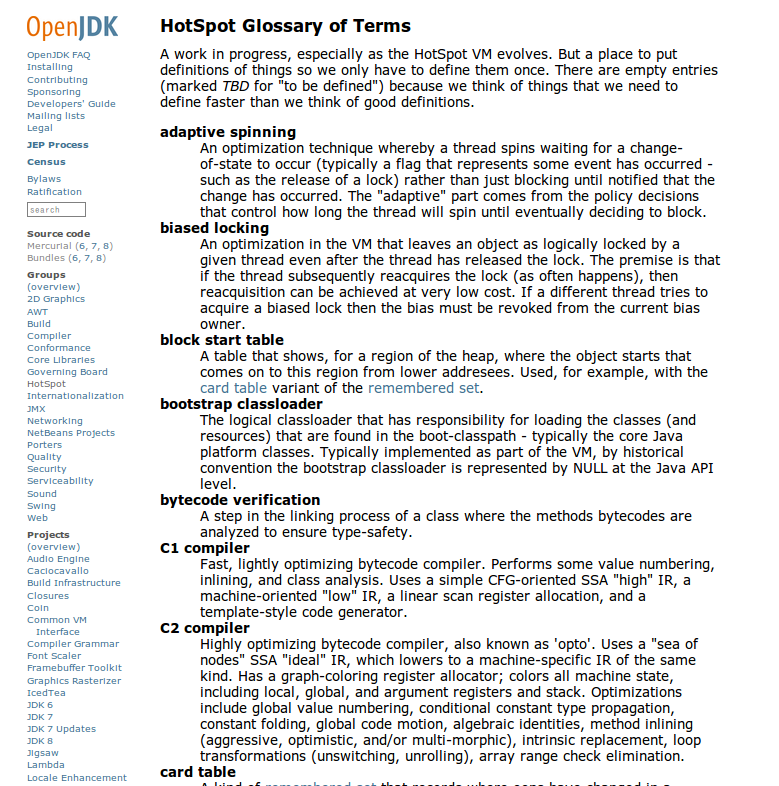 OpenJDK
OpenJDK FAQ
Installing
Contributing
Sponsoring
Developers' Guide
Mailing lists
Legal
JEP Process
Census
Bylaws
Ratification
search
Source code
Mercurial (6, 7, 8)
Bundles (6, 7, 8)
Groups
(overview)
2D Graphics
AWT
Build
Compiler
Conformance
Core Libraries
Governing Board
HotSpot
Internationalization
JMX
Networking
NetBeans Projects
Porters
Quality
Security
Serviceability
Sound
Swing
Web
Projects
(overview)
Audio Engine
Caciocavallo
Build Infrastructure
Closures
Coin
Common VM
Interface
Compiler Grammar
Font Scaler
Framebuffer Toolkit
Graphics Rasterizer
IcedTea
JDK 6
JDK 7
JDK 7 Updates
JDK 8
Jigsaw
Lambda
Locale Enhancement
HotSpot Glossary of Terms
A work in progress, especially as the HotSpot VM evolves. But a place to put
definitions of things so we only have to define them once. There are empty entries
(marked TBD for "to be defined") because we think of things that we need to
define faster than we think of good definitions.
adaptive spinning
An optimization technique whereby a thread spins waiting for a change-
of-state to occur (typically a flag that represents some event has occurred -
such as the release of a lock) rather than just blocking until notified that the
change has occurred. The "adaptive" part comes from the policy decisions
that control how long the thread will spin until eventually deciding to block.
biased locking
An optimization in the VM that leaves an object as logically locked by a
given thread even after the thread has released the lock. The premise is that
if the thread subsequently reacquires the lock (as often happens), then
reacquisition can be achieved at very low cost. If a different thread tries to
acquire a biased lock then the bias must be revoked from the current bias
owner.
block start table
A table that shows, for a region of the heap, where the object starts that
comes on to this region from lower addresees. Used, for example, with the
card table variant of the remembered set.
bootstrap classloader
The logical classloader that has responsibility for loading the classes (and
resources) that are found in the boot-classpath - typically the core Java
platform classes. Typically implemented as part of the VM, by historical
convention the bootstrap classloader is represented by NULL at the Java API
level.
bytecode verification
A step in the linking process of a class where the methods bytecodes are
analyzed to ensure type-safety.
C1 compiler
Fast, lightly optimizing bytecode compiler. Performs some value numbering,
inlining, and class analysis. Uses a simple CFG-oriented SSA "high" IR, a
machine-oriented "low" IR, a linear scan register allocation, and a
template-style code generator.
C2 compiler
Highly optimizing bytecode compiler, also known as 'opto'. Uses a "sea of
nodes" SSA "ideal" IR, which lowers to a machine-specific IR of the same
kind. Has a graph-coloring register allocator; colors all machine state,
including local, global, and argument registers and stack. Optimizations
include global value numbering, conditional constant type propagation,
constant folding, global code motion, algebraic identities, method inlining
(aggressive, optimistic, and/or multi-morphic), intrinsic replacement, loop
transformations (unswitching, unrolling), array range check elimination.
card table